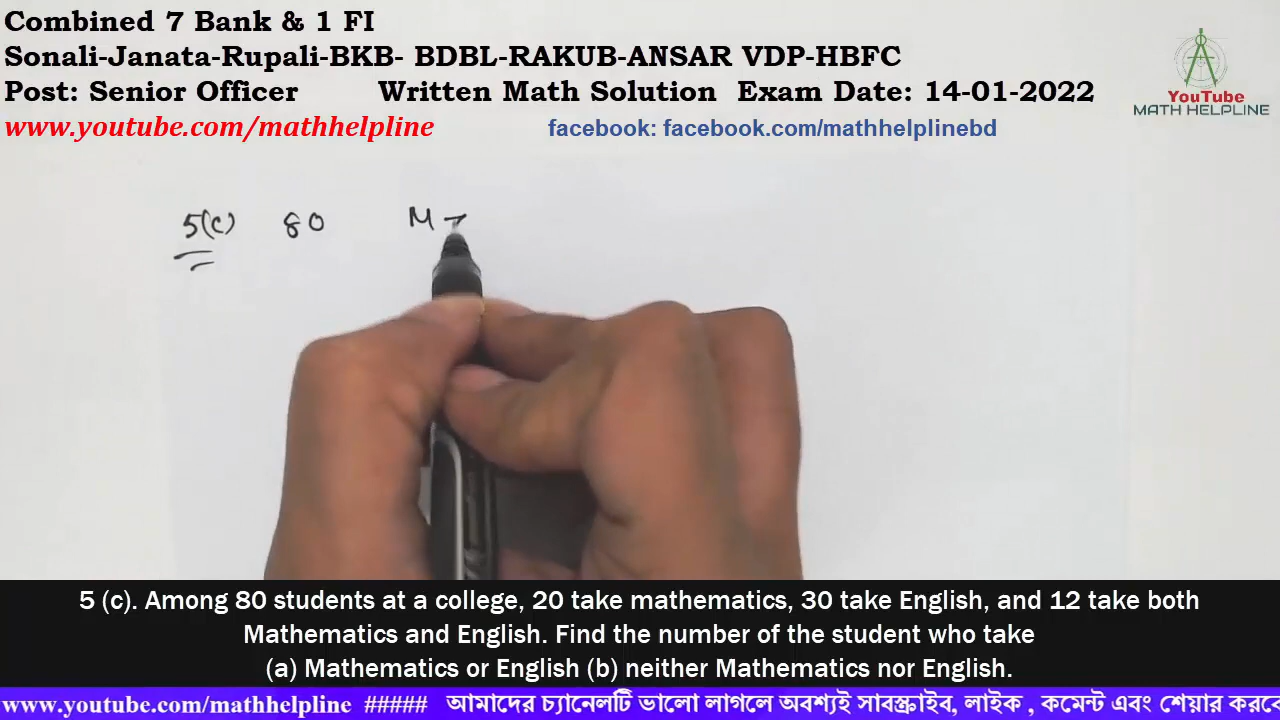 Combined 7 Bank & 1 FI
Sonali-Janata-Rupali-BKB- BDBL-RAKUB-ANSAR VDP-HBFC
Post: Senior Officer Written Math Solution Exam Date: 14-01-2022
www.youtube.com/mathhelpline facebook: facebook.com/mathhelplinebd
YouTube
MATH HELPLINE
5(c) 80 M
5 (c). Among 80 students at a college, 20 take mathematics, 30 take English, and 12 take both
Mathematics and English. Find the number of the student who take
(a) Mathematics or English (b) neither Mathematics nor English.
www.youtube.com/mathhelpline ##### আমাদের চ্যানেলটি ভালো লাগলে অবশ্যই সাবস্ক্রাইব, লাইক , কমেন্ট এবং শেয়ার করবে